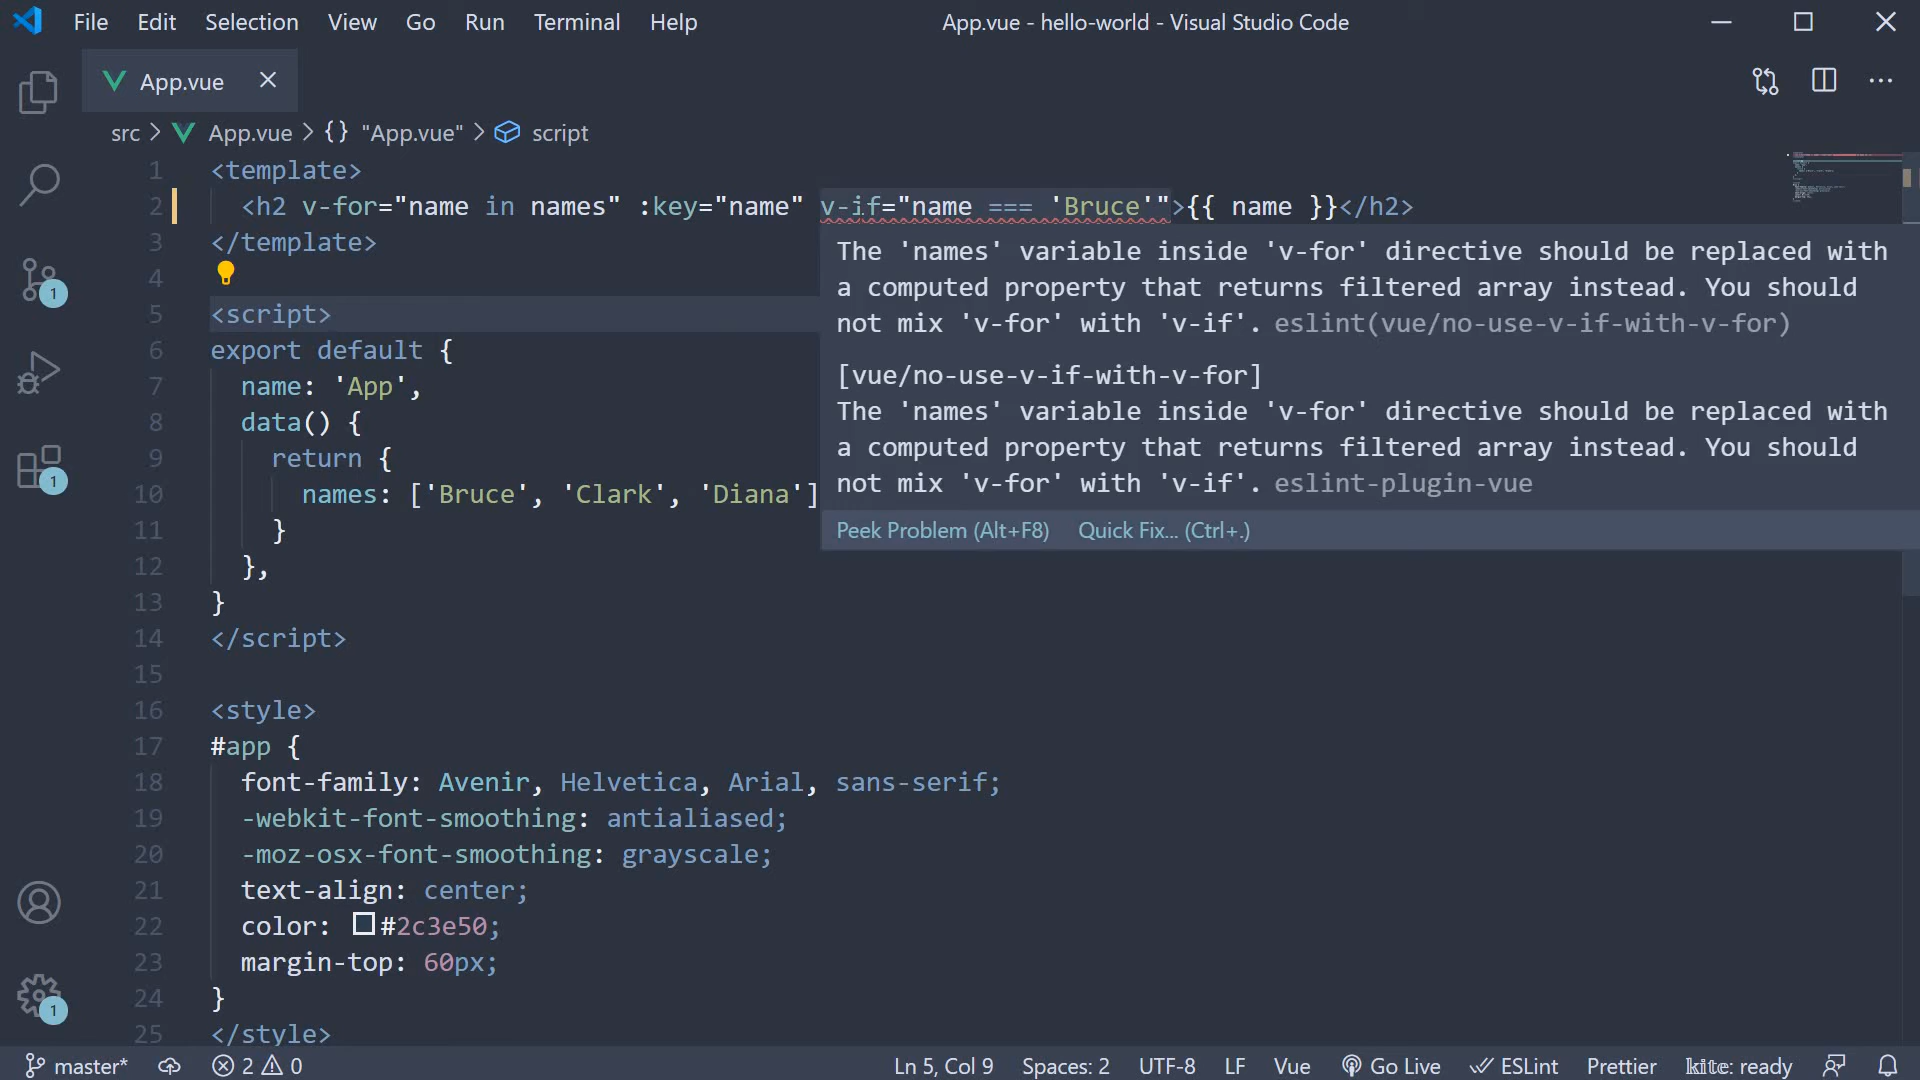 File Edit Selection View Go Run Terminal Help App.vue - hello-world - Visual Studio Code
App.vue
src > App.vue > {} "App.vue" > script
1 <template>
2 <h2 v-for="name in names" :key="name" v-if="name === 'Bruce'">{{ name }}</h2>
3 </template>
4
5 <script>
6 export default {
7 name: 'App',
8 data() {
9 return {
10 names: ['Bruce', 'Clark', 'Diana']
11 }
12 },
13 }
14 </script>
15
16 <style>
17 #app {
18 font-family: Avenir, Helvetica, Arial, sans-serif;
19 -webkit-font-smoothing: antialiased;
20 -moz-osx-font-smoothing: grayscale;
21 text-align: center;
22 color: #2c3e50;
23 margin-top: 60px;
24 }
25 </style>
The 'names' variable inside 'v-for' directive should be replaced with
a computed property that returns filtered array instead. You should
not mix 'v-for' with 'v-if'. eslint(vue/no-use-v-if-with-v-for)
[vue/no-use-v-if-with-v-for]
The 'names' variable inside 'v-for' directive should be replaced with
a computed property that returns filtered array instead. You should
not mix 'v-for' with 'v-if'. eslint-plugin-vue
Peek Problem (Alt+F8) Quick Fix... (Ctrl+.)
1
1
1
master* 2 0 Ln 5, Col 9 Spaces: 2 UTF-8 LF Vue Go Live ESLint Prettier kite: ready